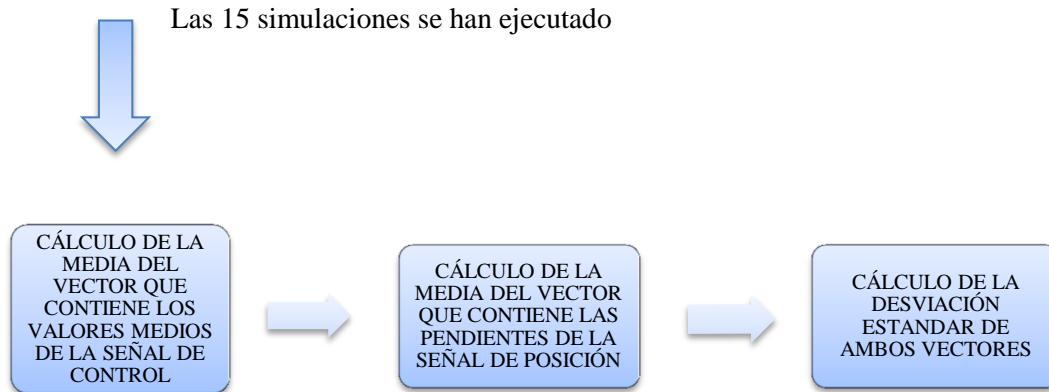 Las 15 simulaciones se han ejecutado
CÁLCULO DE LA
MEDIA DEL
VECTOR QUE
CONTIENE LOS
VALORES MEDIOS
DE LA SEÑAL DE
CONTROL
CÁLCULO DE LA
MEDIA DEL VECTOR
QUE CONTIENE LAS
PENDIENTES DE LA
SEÑAL DE POSICIÓN
CÁLCULO DE LA
DESVIACIÓN
ESTANDAR DE
AMBOS VECTORES